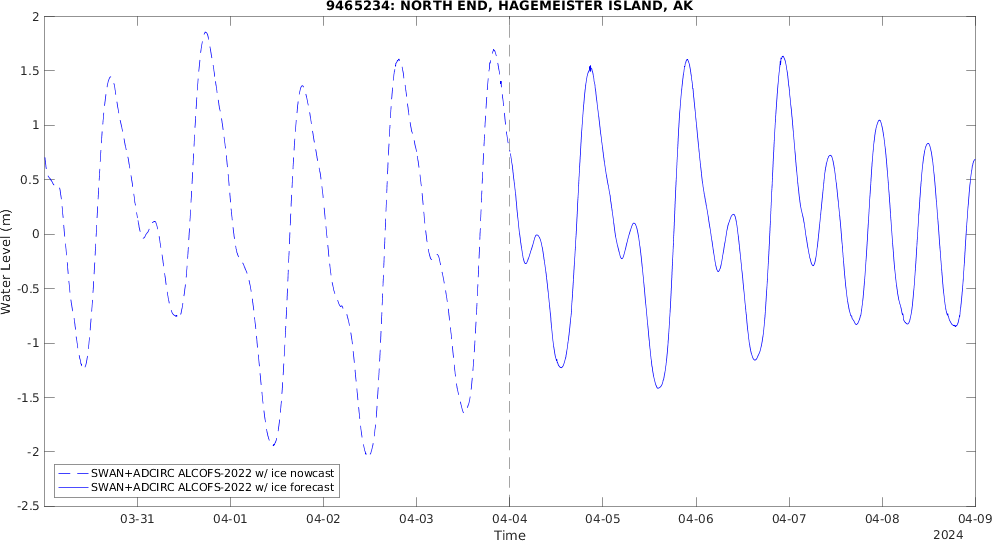 9465234: NORTH END, HAGEMEISTER ISLAND, AK
2
1.5
1
0.5
0
-0.5
-1
-1.5
-2
-2.5
Water Level (m)
SWAN+ADCIRC ALCOFS-2022 w/ ice nowcast
SWAN+ADCIRC ALCOFS-2022 w/ ice forecast
03-31 04-01 04-02 04-03 04-04 04-05 04-06 04-07 04-08 04-09
Time
2024